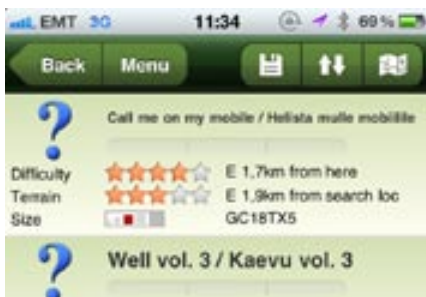 EMT 3G 11:34 69 %
Back Menu
Call me on my mobile / Helista mulle mobiilile
Difficulty E 1,7km from here
Terrain E 1,9km from search loc
Size GC18TX5
Well vol. 3 / Kaevu vol. 3